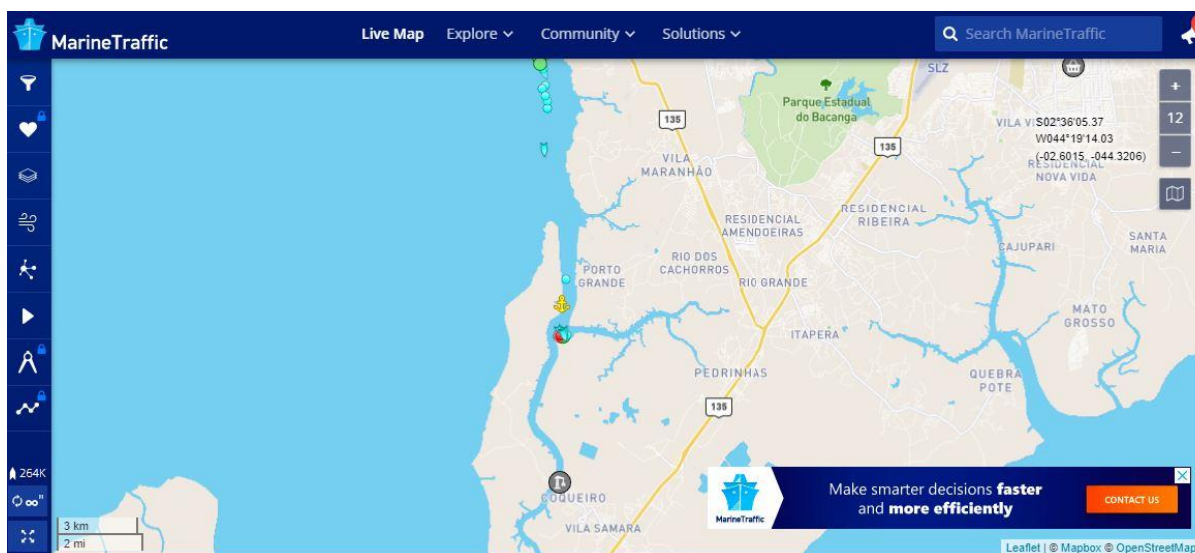 MarineTraffic
Live Map
Explore
Community
Solutions
Search MarineTraffic
SLZ
Parque Estadual
do Bacanga
135
VILA
MARANHÃO
135
S02°36'05.37
W044°19'14.03
(-02.6015, -044.3206)
RESIDENCIAL
NOVA VIDA
+
12
−
RESIDENCIAL
AMENDOEIRAS
RESIDENCIAL
RIBEIRA
CAJUPARI
SANTA
MARIA
RIO DOS
CACHORROS
PORTO
GRANDE
RIO GRANDE
MATO
GROSSO
ITAPERA
PEDRINHAS
QUEBRA
POTE
135
264K
∞"
COQUEIRO
VILA SAMARA
3 km
2 mi
MarineTraffic
Make smarter decisions faster
and more efficiently
CONTACT US
Leaflet | © Mapbox © OpenStreetMap